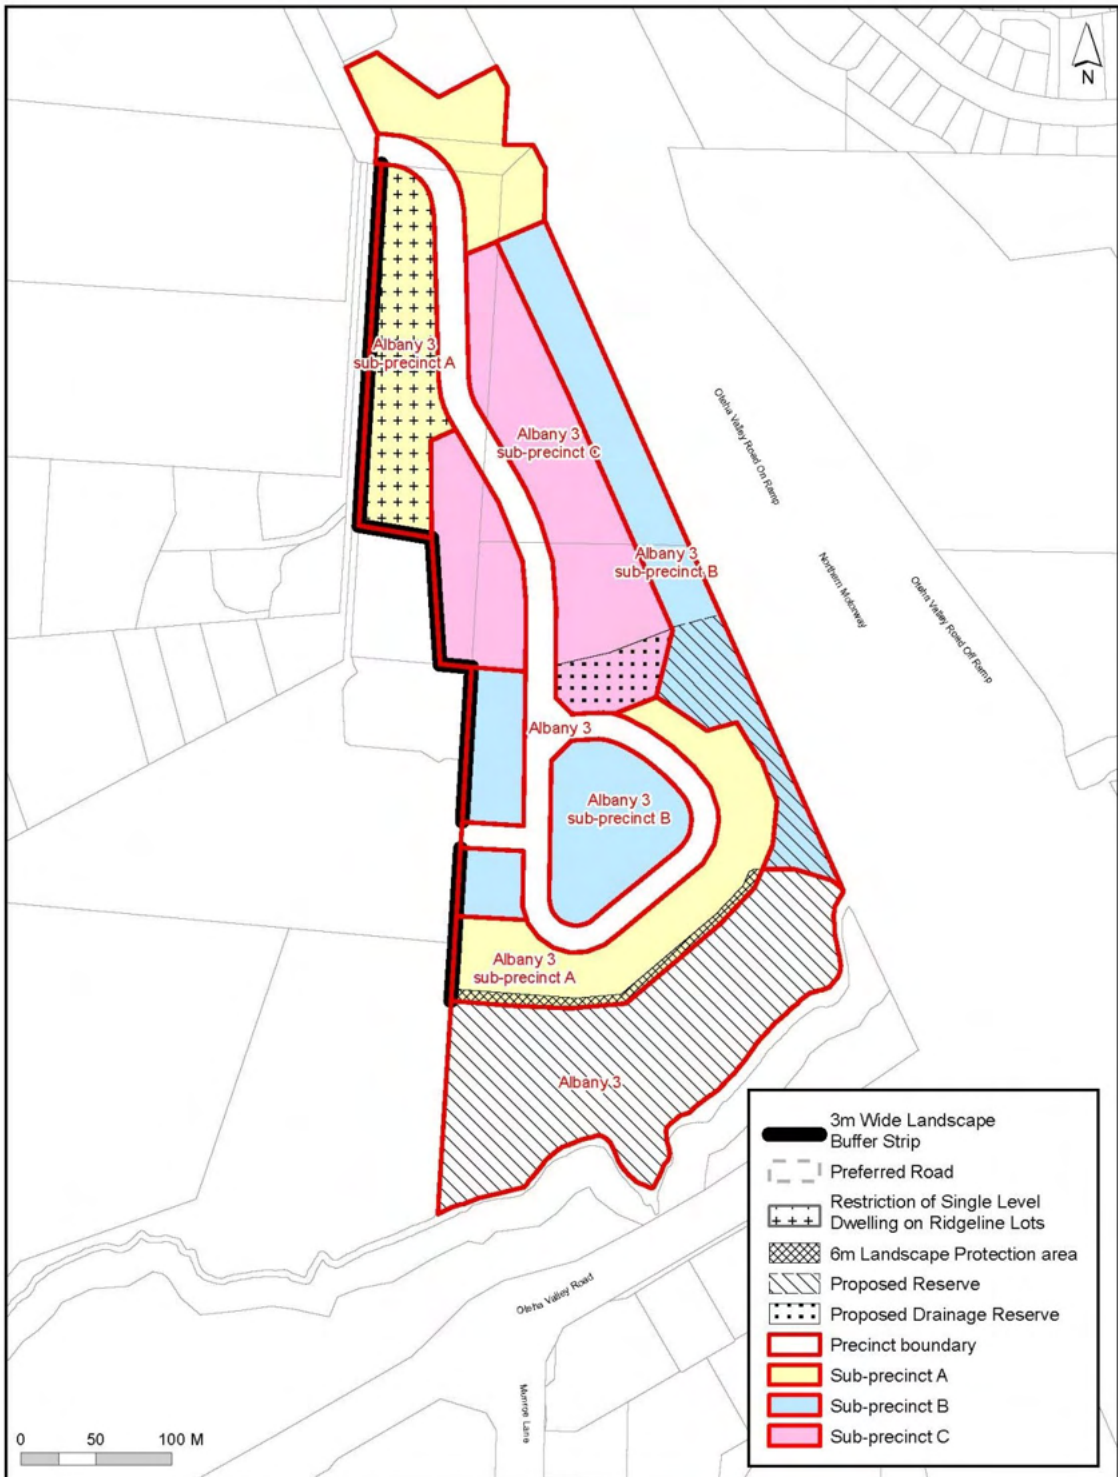 N
Albany 3
sub-precinct A
Albany 3
sub-precinct C
Oteha Valley Road On Ramp
Albany 3
sub-precinct B
Northern Motorway
Oteha Valley Road Off Ramp
Albany 3
Albany 3
sub-precinct B
Albany 3
sub-precinct A
Albany 3
Oteha Valley Road
Munroe Lane
3m Wide Landscape
Buffer Strip
Preferred Road
Restriction of Single Level
Dwelling on Ridgeline Lots
6m Landscape Protection area
Proposed Reserve
Proposed Drainage Reserve
Precinct boundary
Sub-precinct A
Sub-precinct B
Sub-precinct C
0 50 100 M